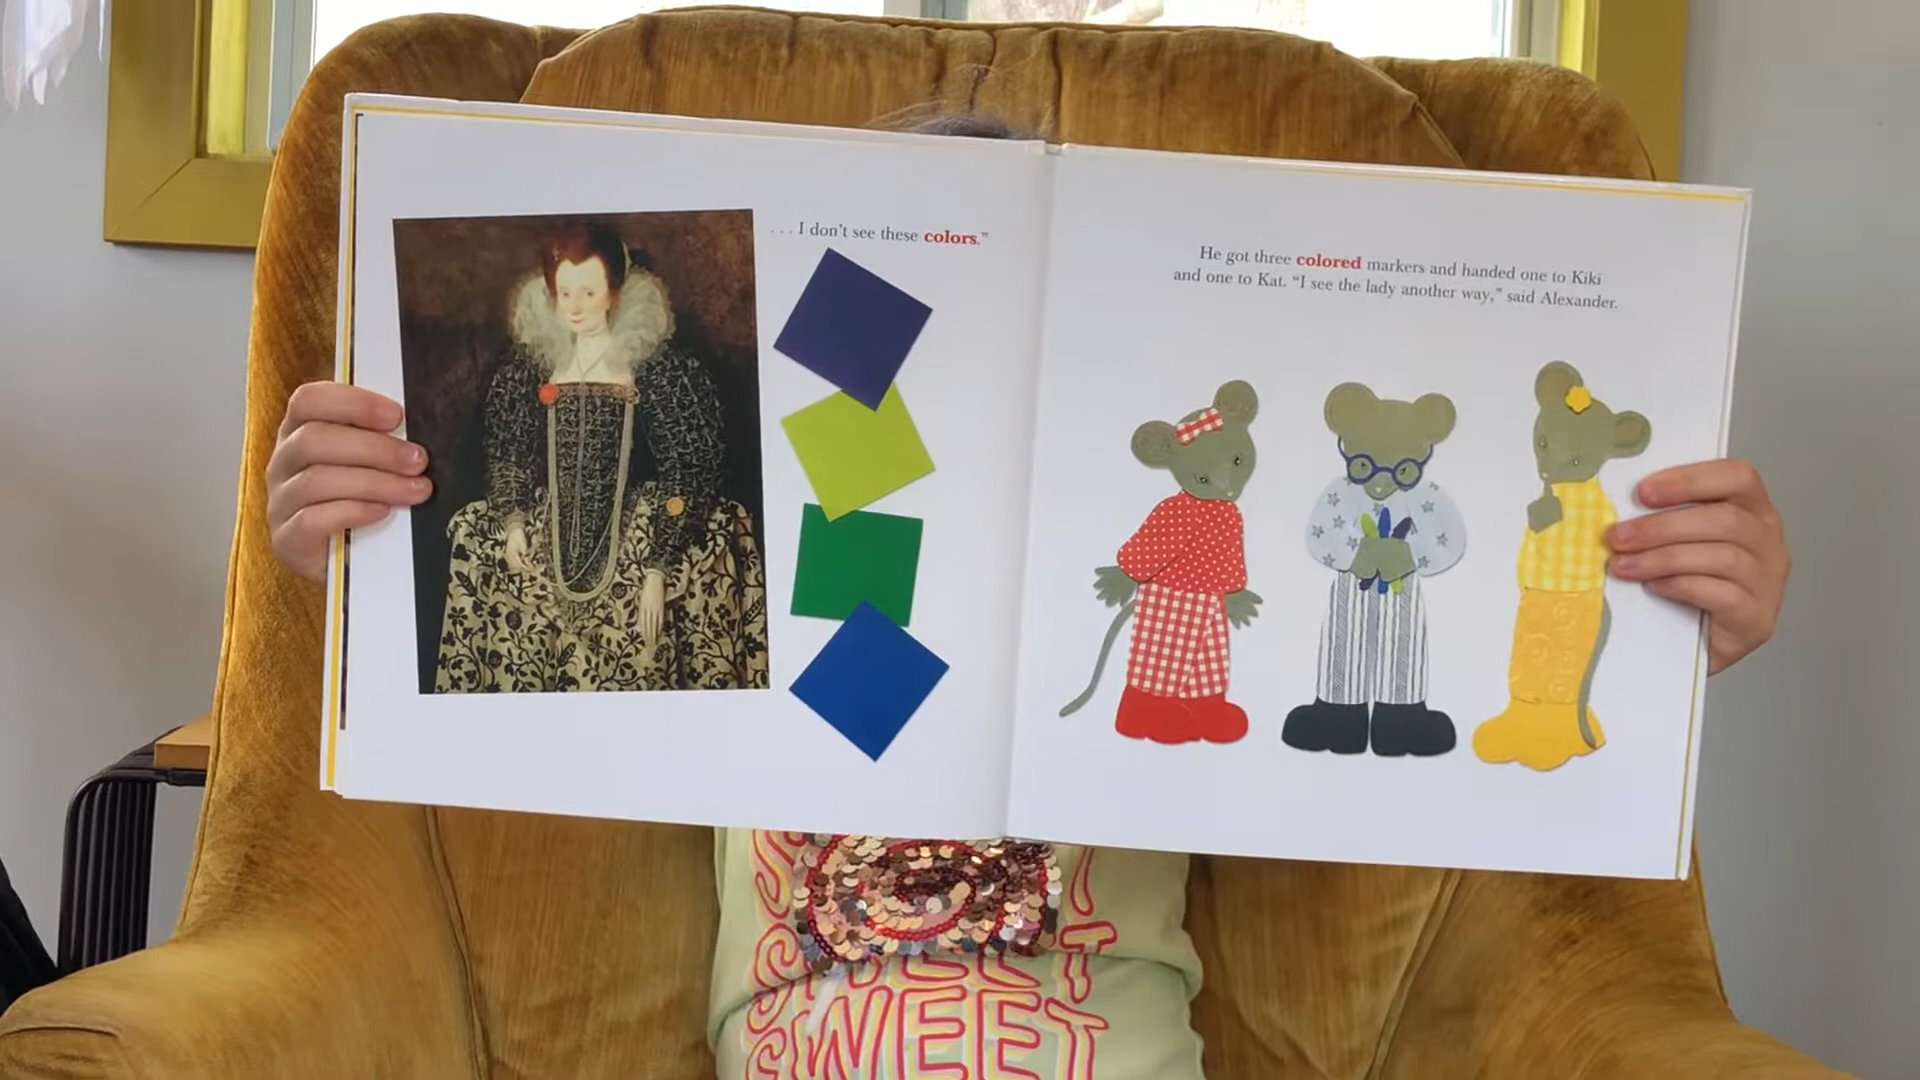 . . . I don't see these colors."
He got three colored markers and handed one to Kiki
and one to Kat. "I see the lady another way," said Alexander.
SWEET
SWEET